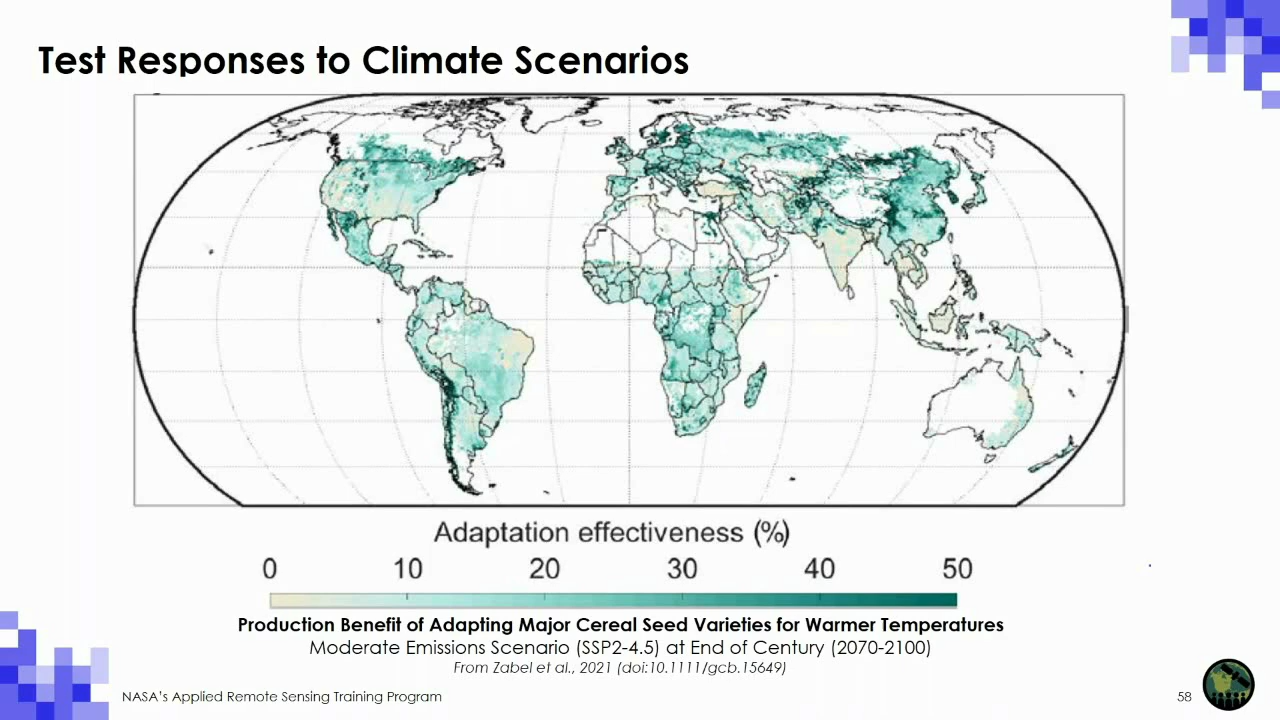 Test Responses to Climate Scenarios
Adaptation effectiveness (%)
0 10 20 30 40 50
Production Benefit of Adapting Major Cereal Seed Varieties for Warmer Temperatures
Moderate Emissions Scenario (SSP2-4.5) at End of Century (2070-2100)
From Zabel et al., 2021 (doi:10.1111/gcb.15649)
NASA's Applied Remote Sensing Training Program
58